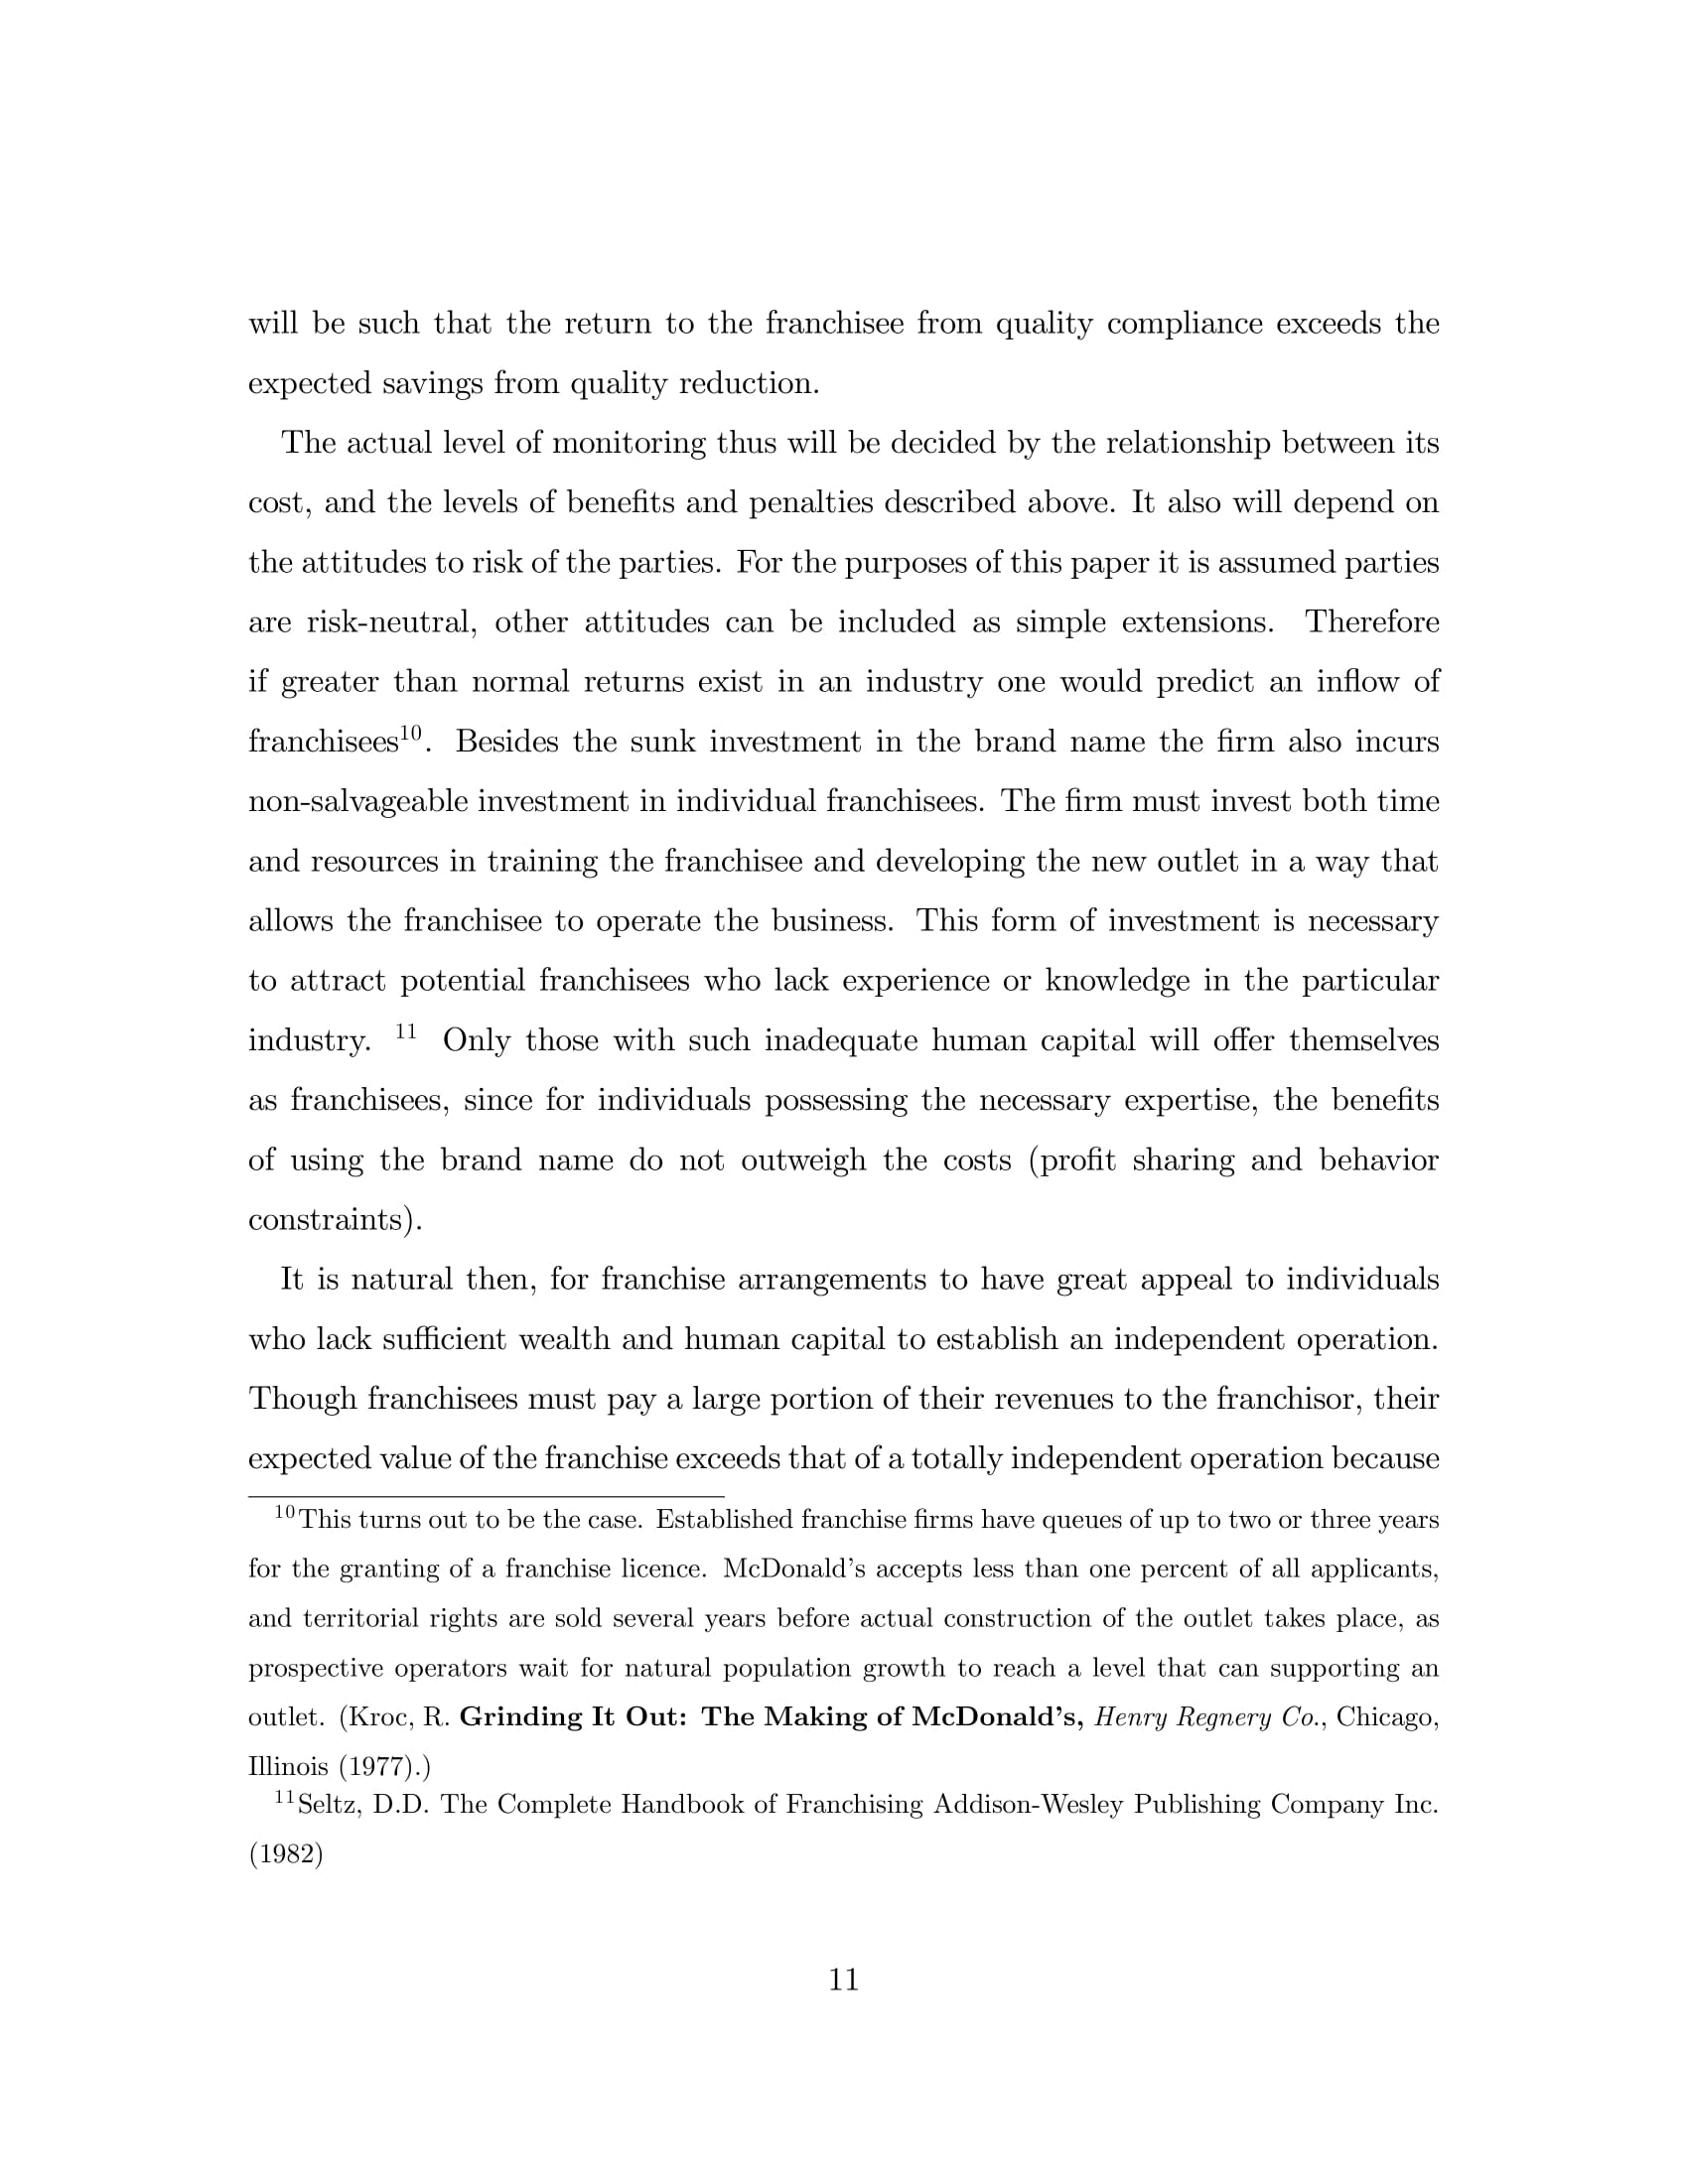 will be such that the return to the franchisee from quality compliance exceeds the
expected savings from quality reduction.
The actual level of monitoring thus will be decided by the relationship between its
cost, and the levels of benefits and penalties described above. It also will depend on
the attitudes to risk of the parties. For the purposes of this paper it is assumed parties
are risk-neutral, other attitudes can be included as simple extensions. Therefore
if greater than normal returns exist in an industry one would predict an inflow of
franchisees10. Besides the sunk investment in the brand name the firm also incurs
non-salvageable investment in individual franchisees. The firm must invest both time
and resources in training the franchisee and developing the new outlet in a way that
allows the franchisee to operate the business. This form of investment is necessary
to attract potential franchisees who lack experience or knowledge in the particular
industry. 11 Only those with such inadequate human capital will offer themselves
as franchisees, since for individuals possessing the necessary expertise, the benefits
of using the brand name do not outweigh the costs (profit sharing and behavior
constraints).
It is natural then, for franchise arrangements to have great appeal to individuals
who lack sufficient wealth and human capital to establish an independent operation.
Though franchisees must pay a large portion of their revenues to the franchisor, their
expected value of the franchise exceeds that of a totally independent operation because
10This turns out to be the case. Established franchise firms have queues of up to two or three years
for the granting of a franchise licence. McDonald's accepts less than one percent of all applicants,
and territorial rights are sold several years before actual construction of the outlet takes place, as
prospective operators wait for natural population growth to reach a level that can supporting an
outlet. (Kroc, R. Grinding It Out: The Making of McDonald's, Henry Regnery Co., Chicago,
Illinois (1977).)
11Seltz, D.D. The Complete Handbook of Franchising Addison-Wesley Publishing Company Inc.
(1982)
11